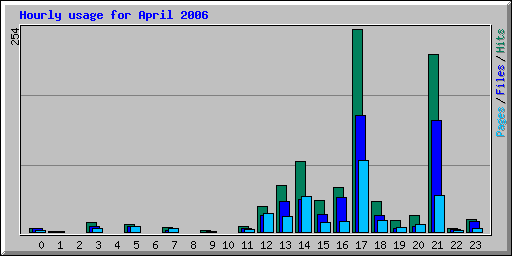 Hourly usage for April 2006
254
Pages/Files/Hits
0 1 2 3 4 5 6 7 8 9 10 11 12 13 14 15 16 17 18 19 20 21 22 23